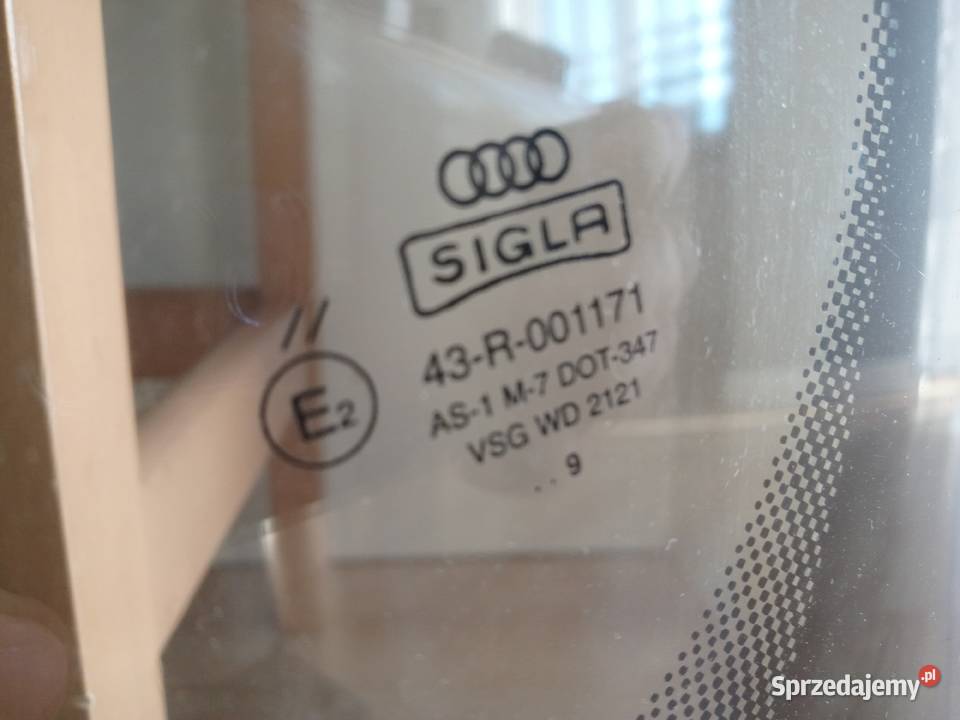 SIGLA
//
43-R-001171
E2
AS-1 M-7 DOT-347
VSG WD 2121
. . 9
Sprzedajemy.pl